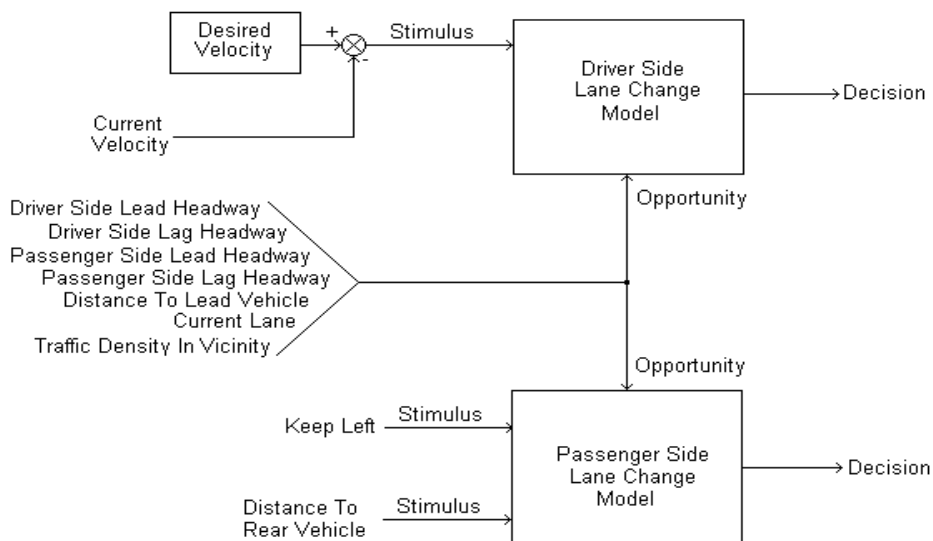 Desired
Velocity
+
-
Stimulus
Driver Side
Lane Change
Model
Decision
Current
Velocity
Opportunity
Driver Side Lead Headway
Driver Side Lag Headway
Passenger Side Lead Headway
Passenger Side Lag Headway
Distance To Lead Vehicle
Current Lane
Traffic Density In Vicinity
Opportunity
Keep Left
Stimulus
Passenger Side
Lane Change
Model
Decision
Distance To
Rear Vehicle
Stimulus